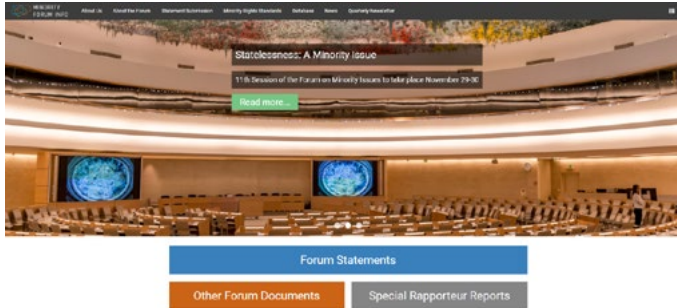 MINORITY
FORUM INFO
About Us About the Forum Statement Submission Minority Rights Standards Database News Quarterly Newsletter
Statelessness: A Minority Issue
11th Session of the Forum on Minority Issues to take place November 29-30
Read more...
Forum Statements
Other Forum Documents Special Rapporteur Reports